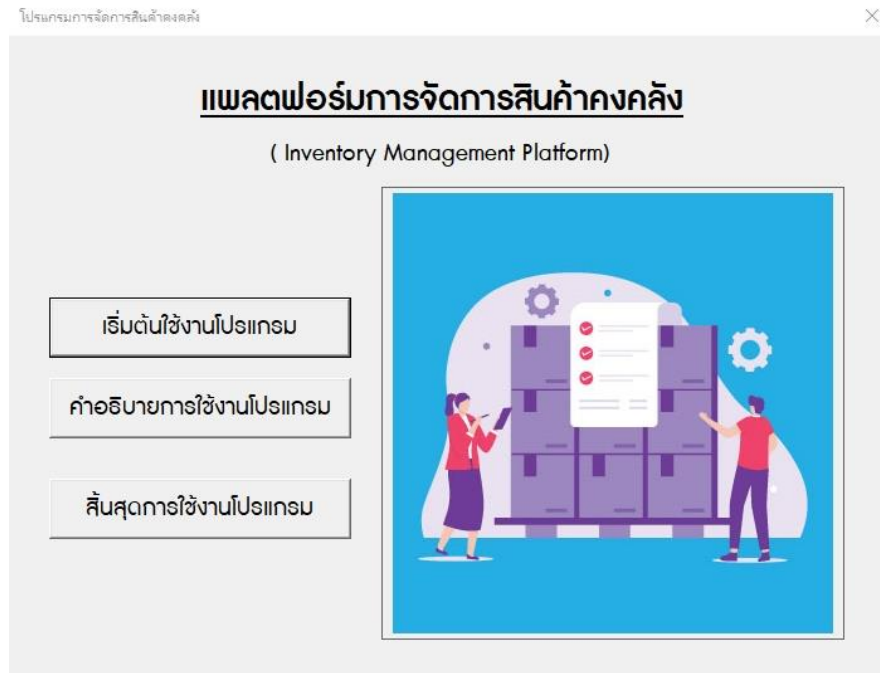 โปรแกรมการจัดการสินค้าคงคลัง
แพลตฟอร์มการจัดการสินค้าคงคลัง
( Inventory Management Platform)
เริ่มต้นใช้งานโปรแกรม
คำอธิบายการใช้งานโปรแกรม
สิ้นสุดการใช้งานโปรแกรม